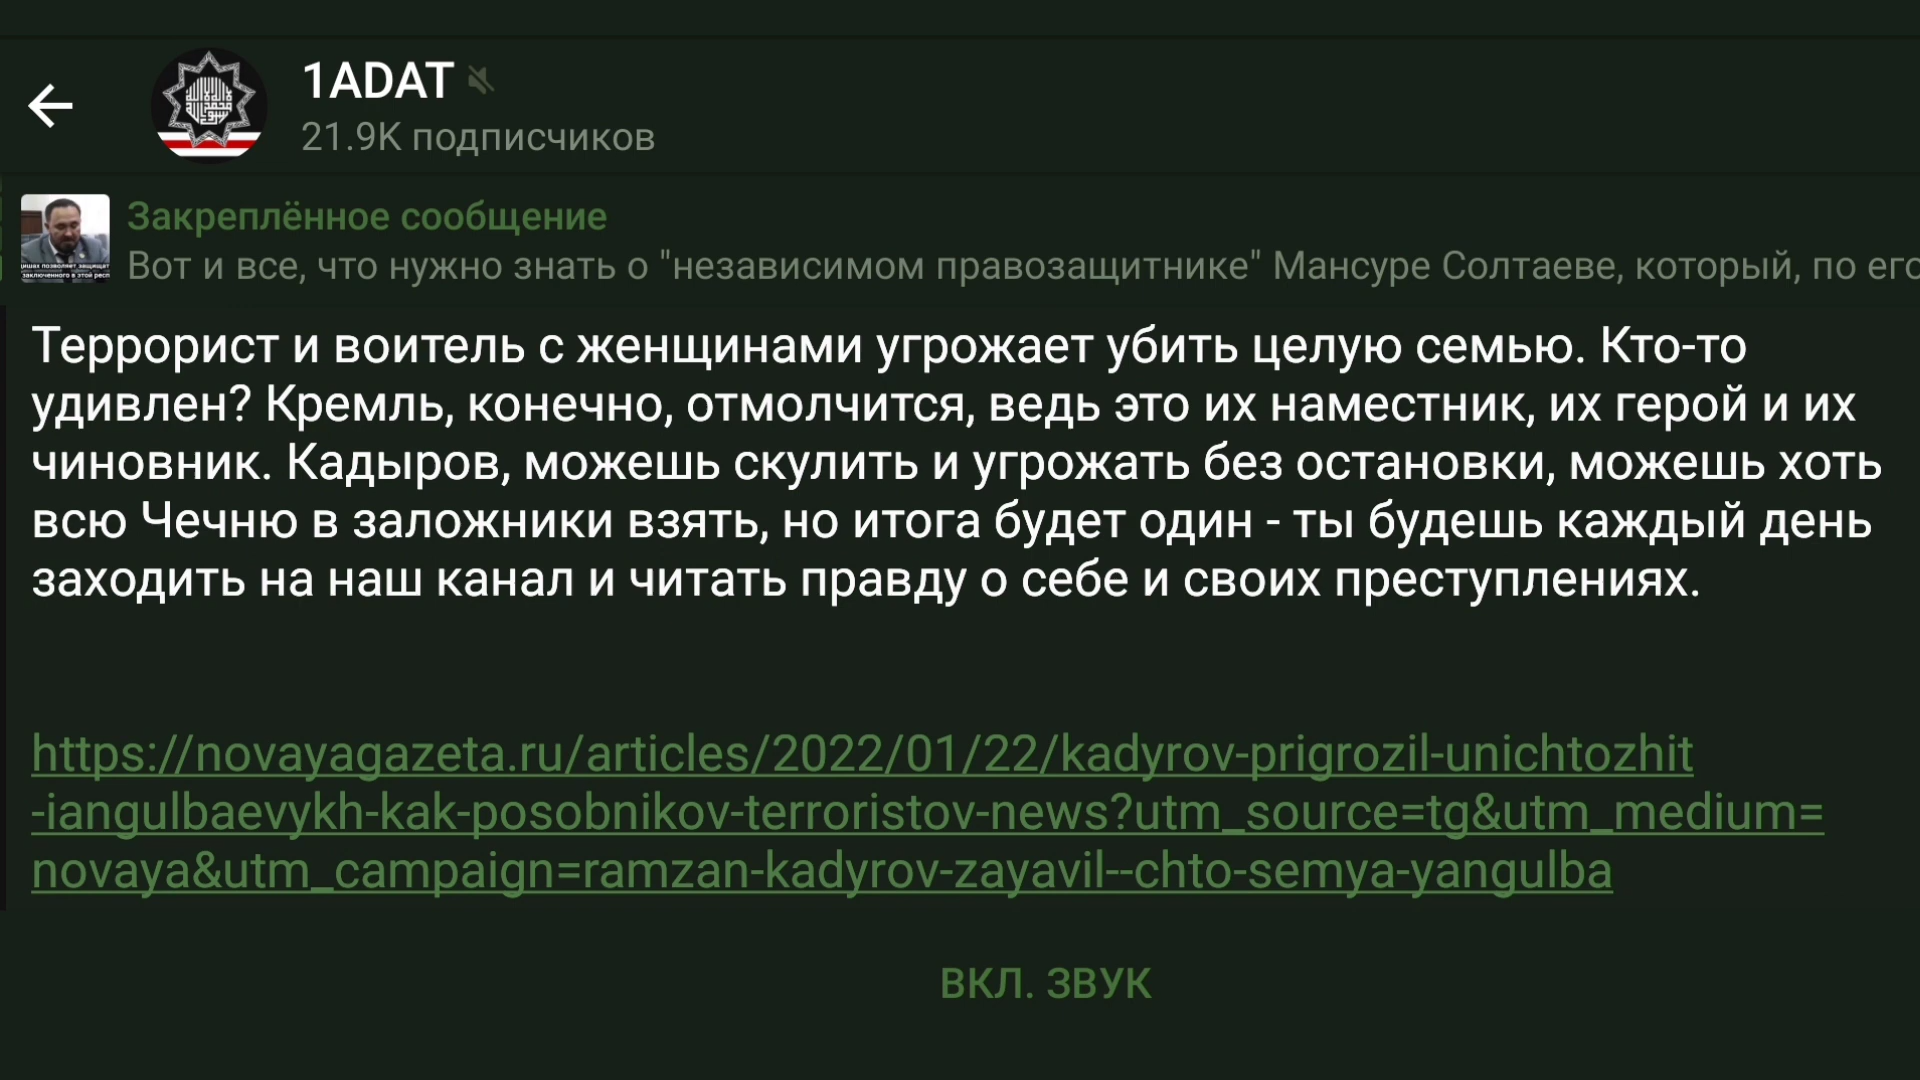 1ADAT
21.9K подписчиков
Закреплённое сообщение
Вот и все, что нужно знать о "независимом правозащитнике" Мансуре Солтаеве, который, по его
Террорист и воитель с женщинами угрожает убить целую семью. Кто-то
удивлен? Кремль, конечно, отмолчится, ведь это их наместник, их герой и их
чиновник. Кадыров, можешь скулить и угрожать без остановки, можешь хоть
всю Чечню в заложники взять, но итога будет один - ты будешь каждый день
заходить на наш канал и читать правду о себе и своих преступлениях.
https://novayagazeta.ru/articles/2022/01/22/kadyrov-prigrozil-unichtozhit
-iangulbaevykh-kak-posobnikov-terroristov-news?utm_source=tg&utm_medium=
novaya&utm_campaign=ramzan-kadyrov-zayavil--chto-semya-yangulba
ВКЛ. ЗВУК